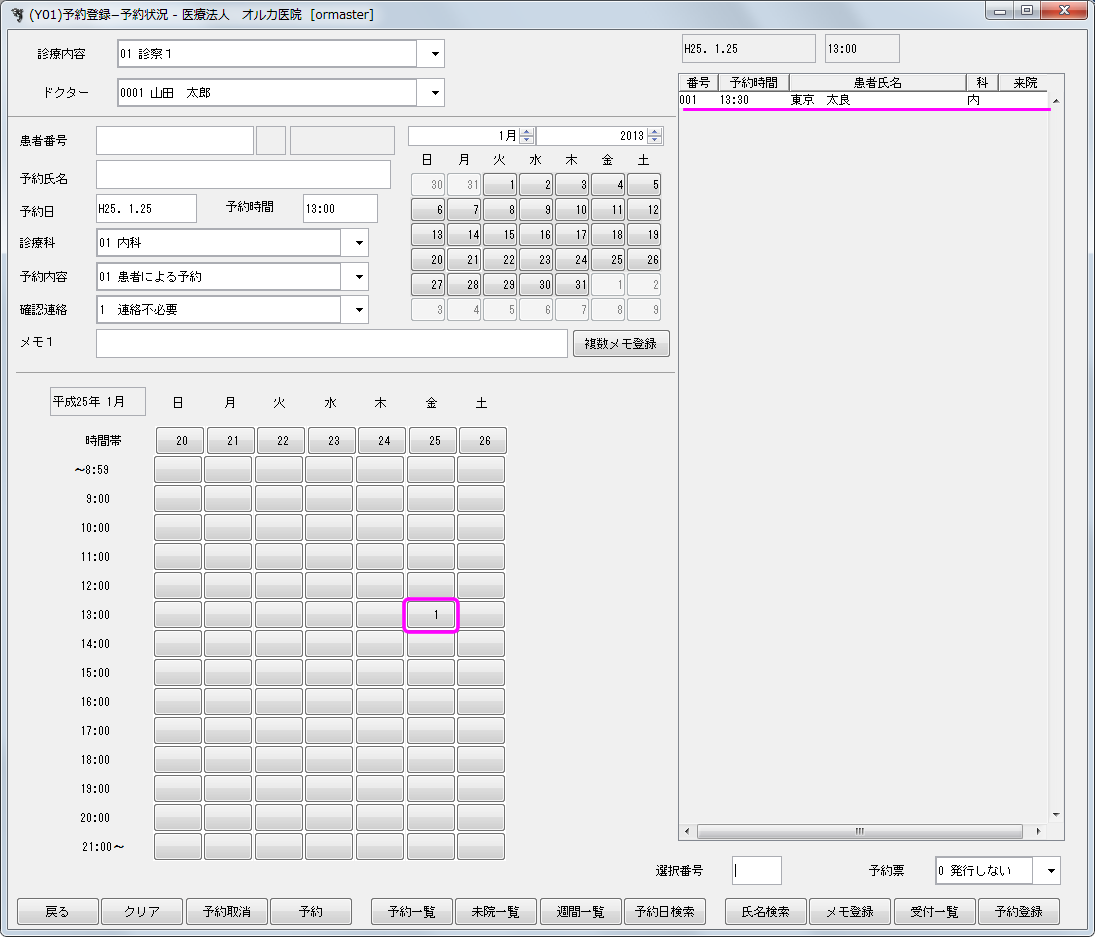 (Y01)予約登録−予約状況 - 医療法人　オルカ医院 [ormaster]
診療内容 01 診察１
ドクター 0001 山田　太郎
H25. 1.25 13:00
番号 予約時間 患者氏名 科 来院
001 13:30 東京　太良 内
患者番号
予約氏名
予約日 H25. 1.25 予約時間 13:00
診療科 01 内科
予約内容 01 患者による予約
確認連絡 1　連絡不必要
メモ１ 複数メモ登録
1月 2013
日 月 火 水 木 金 土
30 31 1 2 3 4 5
6 7 8 9 10 11 12
13 14 15 16 17 18 19
20 21 22 23 24 25 26
27 28 29 30 31 1 2
3 4 5 6 7 8 9
平成25年 1月 日 月 火 水 木 金 土
時間帯 20 21 22 23 24 25 26
～8:59
9:00
10:00
11:00
12:00
13:00 1
14:00
15:00
16:00
17:00
18:00
19:00
20:00
21:00～
選択番号 予約票 0 発行しない
戻る クリア 予約取消 予約 予約一覧 未院一覧 週間一覧 予約日検索 氏名検索 メモ登録 受付一覧 予約登録